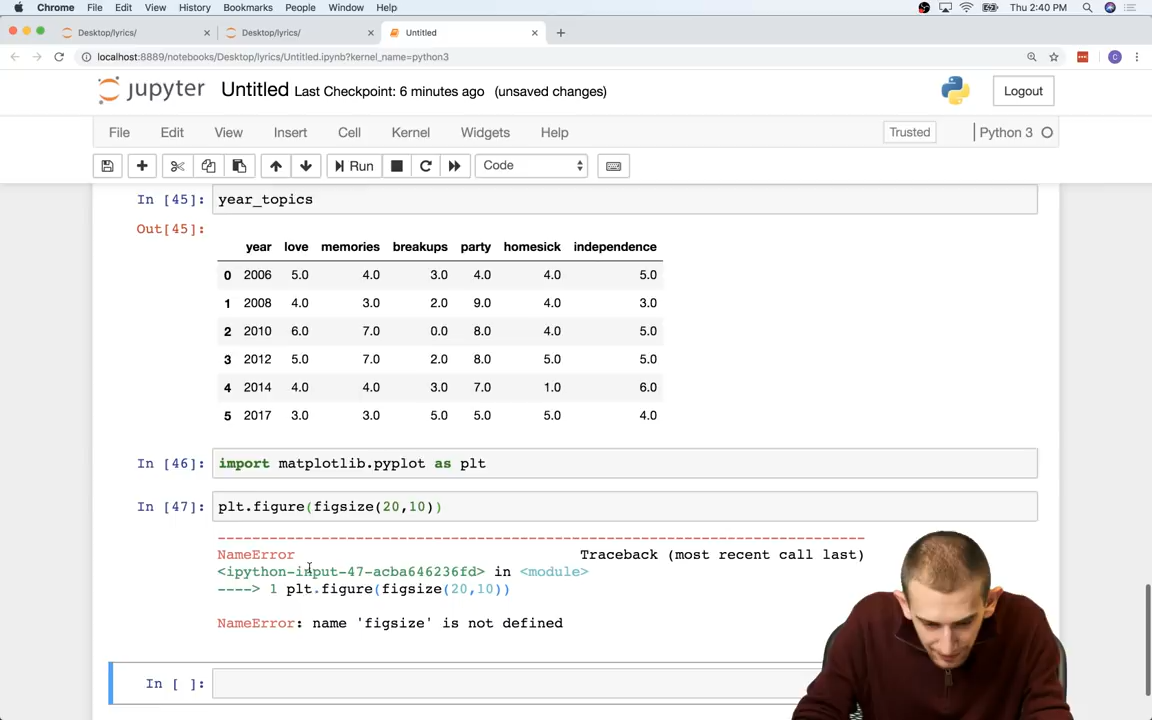 Chrome File Edit View History Bookmarks People Window Help Thu 2:40 PM
Desktop/lyrics/ Desktop/lyrics/ Untitled
localhost:8889/notebooks/Desktop/lyrics/Untitled.ipynb?kernel_name=python3 C
jupyter Untitled Last Checkpoint: 6 minutes ago (unsaved changes) Logout
File Edit View Insert Cell Kernel Widgets Help Trusted Python 3
Run Code
In [45]: year_topics
Out[45]:
year love memories breakups party homesick independence
0 2006 5.0 4.0 3.0 4.0 4.0 5.0
1 2008 4.0 3.0 2.0 9.0 4.0 3.0
2 2010 6.0 7.0 0.0 8.0 4.0 5.0
3 2012 5.0 7.0 2.0 8.0 5.0 5.0
4 2014 4.0 4.0 3.0 7.0 1.0 6.0
5 2017 3.0 3.0 5.0 5.0 5.0 4.0
In [46]: import matplotlib.pyplot as plt
In [47]: plt.figure(figsize(20,10))
---------------------------------------------------------------------------
NameError Traceback (most recent call last)
<ipython-input-47-acba646236fd> in <module>
----> 1 plt.figure(figsize(20,10))
NameError: name 'figsize' is not defined
In [ ]: